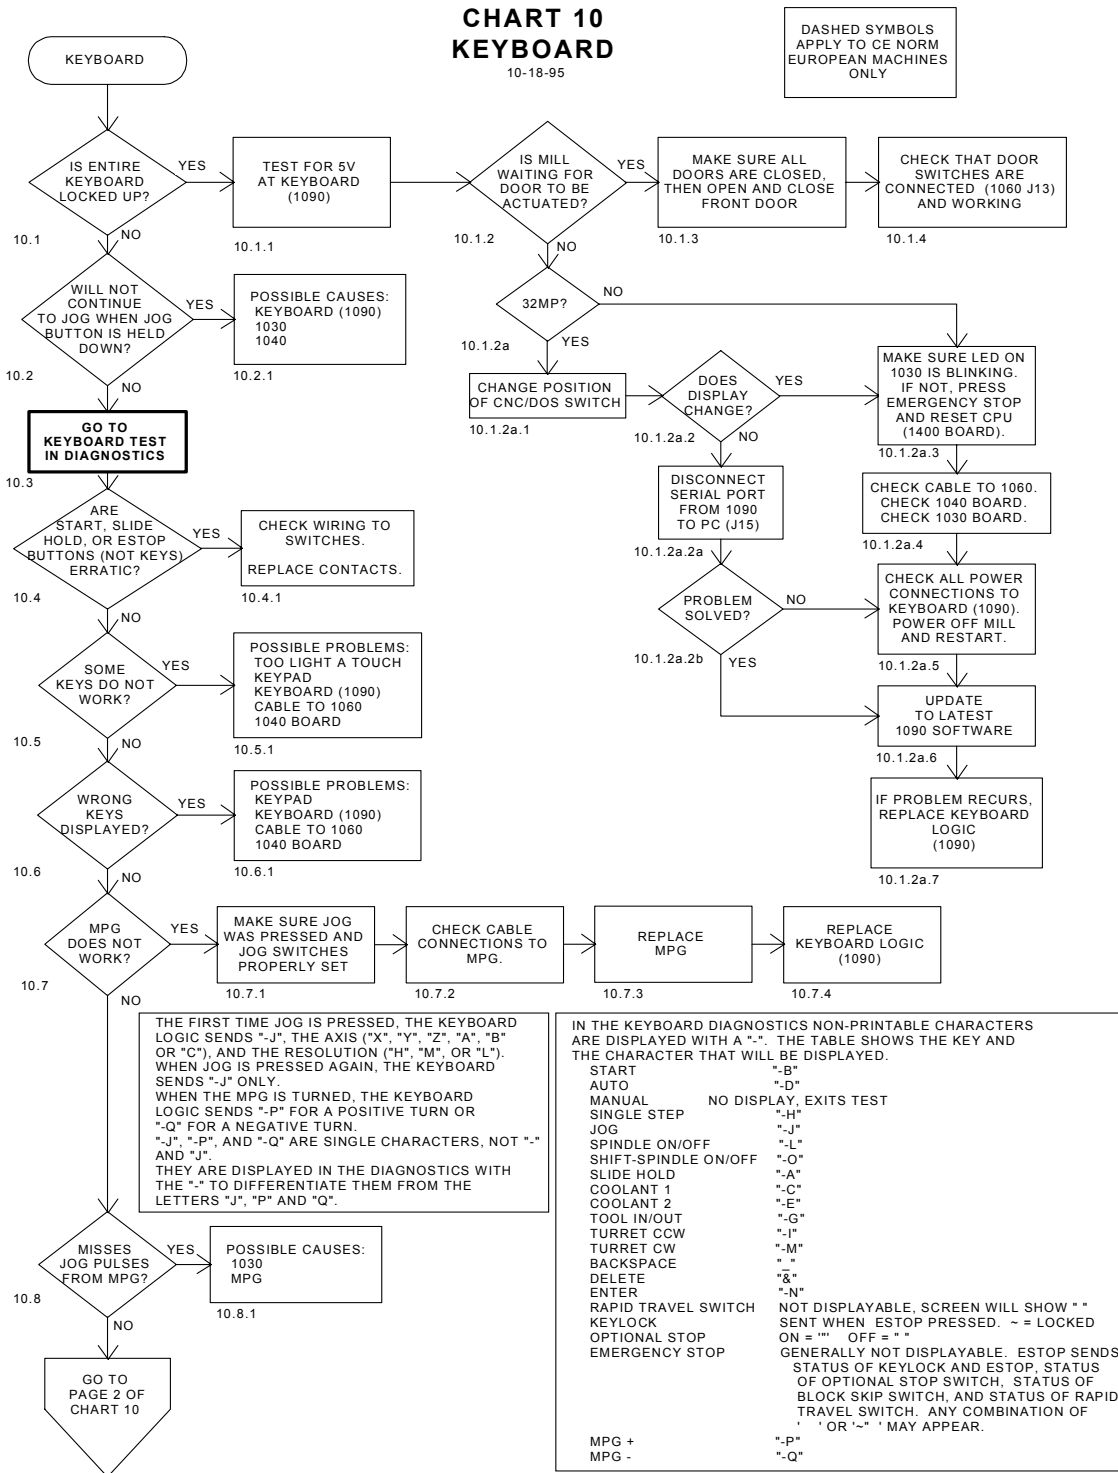 CHART 10
KEYBOARD
10-18-95
DASHED SYMBOLS
APPLY TO CE NORM
EUROPEAN MACHINES
ONLY
KEYBOARD
IS ENTIRE
KEYBOARD
LOCKED UP?
YES
NO
10.1
TEST FOR 5V
AT KEYBOARD
(1090)
10.1.1
IS MILL
WAITING FOR
DOOR TO BE
ACTUATED?
YES
NO
10.1.2
MAKE SURE ALL
DOORS ARE CLOSED,
THEN OPEN AND CLOSE
FRONT DOOR
10.1.3
CHECK THAT DOOR
SWITCHES ARE
CONNECTED (1060 J13)
AND WORKING
10.1.4
WILL NOT
CONTINUE
TO JOG WHEN JOG
BUTTON IS HELD
DOWN?
YES
NO
10.2
POSSIBLE CAUSES:
KEYBOARD (1090)
1030
1040
10.2.1
32MP?
NO
YES
10.1.2a
CHANGE POSITION
OF CNC/DOS SWITCH
10.1.2a.1
DOES
DISPLAY
CHANGE?
YES
NO
10.1.2a.2
MAKE SURE LED ON
1030 IS BLINKING.
IF NOT, PRESS
EMERGENCY STOP
AND RESET CPU
(1400 BOARD).
10.1.2a.3
GO TO
KEYBOARD TEST
IN DIAGNOSTICS
10.3
DISCONNECT
SERIAL PORT
FROM 1090
TO PC (J15)
10.1.2a.2a
CHECK CABLE TO 1060.
CHECK 1040 BOARD.
CHECK 1030 BOARD.
10.1.2a.4
ARE
START, SLIDE
HOLD, OR ESTOP
BUTTONS (NOT KEYS)
ERRATIC?
YES
NO
10.4
CHECK WIRING TO
SWITCHES.
REPLACE CONTACTS.
10.4.1
PROBLEM
SOLVED?
NO
YES
10.1.2a.2b
CHECK ALL POWER
CONNECTIONS TO
KEYBOARD (1090).
POWER OFF MILL
AND RESTART.
10.1.2a.5
SOME
KEYS DO NOT
WORK?
YES
NO
10.5
POSSIBLE PROBLEMS:
TOO LIGHT A TOUCH
KEYPAD
KEYBOARD (1090)
CABLE TO 1060
1040 BOARD
10.5.1
UPDATE
TO LATEST
1090 SOFTWARE
10.1.2a.6
WRONG
KEYS
DISPLAYED?
YES
NO
10.6
POSSIBLE PROBLEMS:
KEYPAD
KEYBOARD (1090)
CABLE TO 1060
1040 BOARD
10.6.1
IF PROBLEM RECURS,
REPLACE KEYBOARD
LOGIC
(1090)
10.1.2a.7
MPG
DOES NOT
WORK?
YES
NO
10.7
MAKE SURE JOG
WAS PRESSED AND
JOG SWITCHES
PROPERLY SET
10.7.1
CHECK CABLE
CONNECTIONS TO
MPG.
10.7.2
REPLACE
MPG
10.7.3
REPLACE
KEYBOARD LOGIC
(1090)
10.7.4
THE FIRST TIME JOG IS PRESSED, THE KEYBOARD
LOGIC SENDS "-J", THE AXIS ("X", "Y", "Z", "A", "B"
OR "C"), AND THE RESOLUTION ("H", "M", OR "L").
WHEN JOG IS PRESSED AGAIN, THE KEYBOARD
SENDS "-J" ONLY.
WHEN THE MPG IS TURNED, THE KEYBOARD
LOGIC SENDS "-P" FOR A POSITIVE TURN OR
"-Q" FOR A NEGATIVE TURN.
"-J", "-P", AND "-Q" ARE SINGLE CHARACTERS, NOT "-"
AND "J".
THEY ARE DISPLAYED IN THE DIAGNOSTICS WITH
THE "-" TO DIFFERENTIATE THEM FROM THE
LETTERS "J", "P" AND "Q".
IN THE KEYBOARD DIAGNOSTICS NON-PRINTABLE CHARACTERS
ARE DISPLAYED WITH A "-". THE TABLE SHOWS THE KEY AND
THE CHARACTER THAT WILL BE DISPLAYED.
START "-B"
AUTO "-D"
MANUAL NO DISPLAY, EXITS TEST
SINGLE STEP "-H"
JOG "-J"
SPINDLE ON/OFF "-L"
SHIFT-SPINDLE ON/OFF "-O"
SLIDE HOLD "-A"
COOLANT 1 "-C"
COOLANT 2 "-E"
TOOL IN/OUT "-G"
TURRET CCW "-I"
TURRET CW "-M"
BACKSPACE "_"
DELETE "&"
ENTER "-N"
RAPID TRAVEL SWITCH NOT DISPLAYABLE, SCREEN WILL SHOW " "
KEYLOCK SENT WHEN ESTOP PRESSED. ~ = LOCKED
OPTIONAL STOP ON = '"' OFF = " "
EMERGENCY STOP GENERALLY NOT DISPLAYABLE. ESTOP SENDS
STATUS OF KEYLOCK AND ESTOP, STATUS
OF OPTIONAL STOP SWITCH, STATUS OF
BLOCK SKIP SWITCH, AND STATUS OF RAPID
TRAVEL SWITCH. ANY COMBINATION OF
' ' OR '~" ' MAY APPEAR.
MPG + "-P"
MPG - "-Q"
MISSES
JOG PULSES
FROM MPG?
YES
NO
10.8
POSSIBLE CAUSES:
1030
MPG
10.8.1
GO TO
PAGE 2 OF
CHART 10